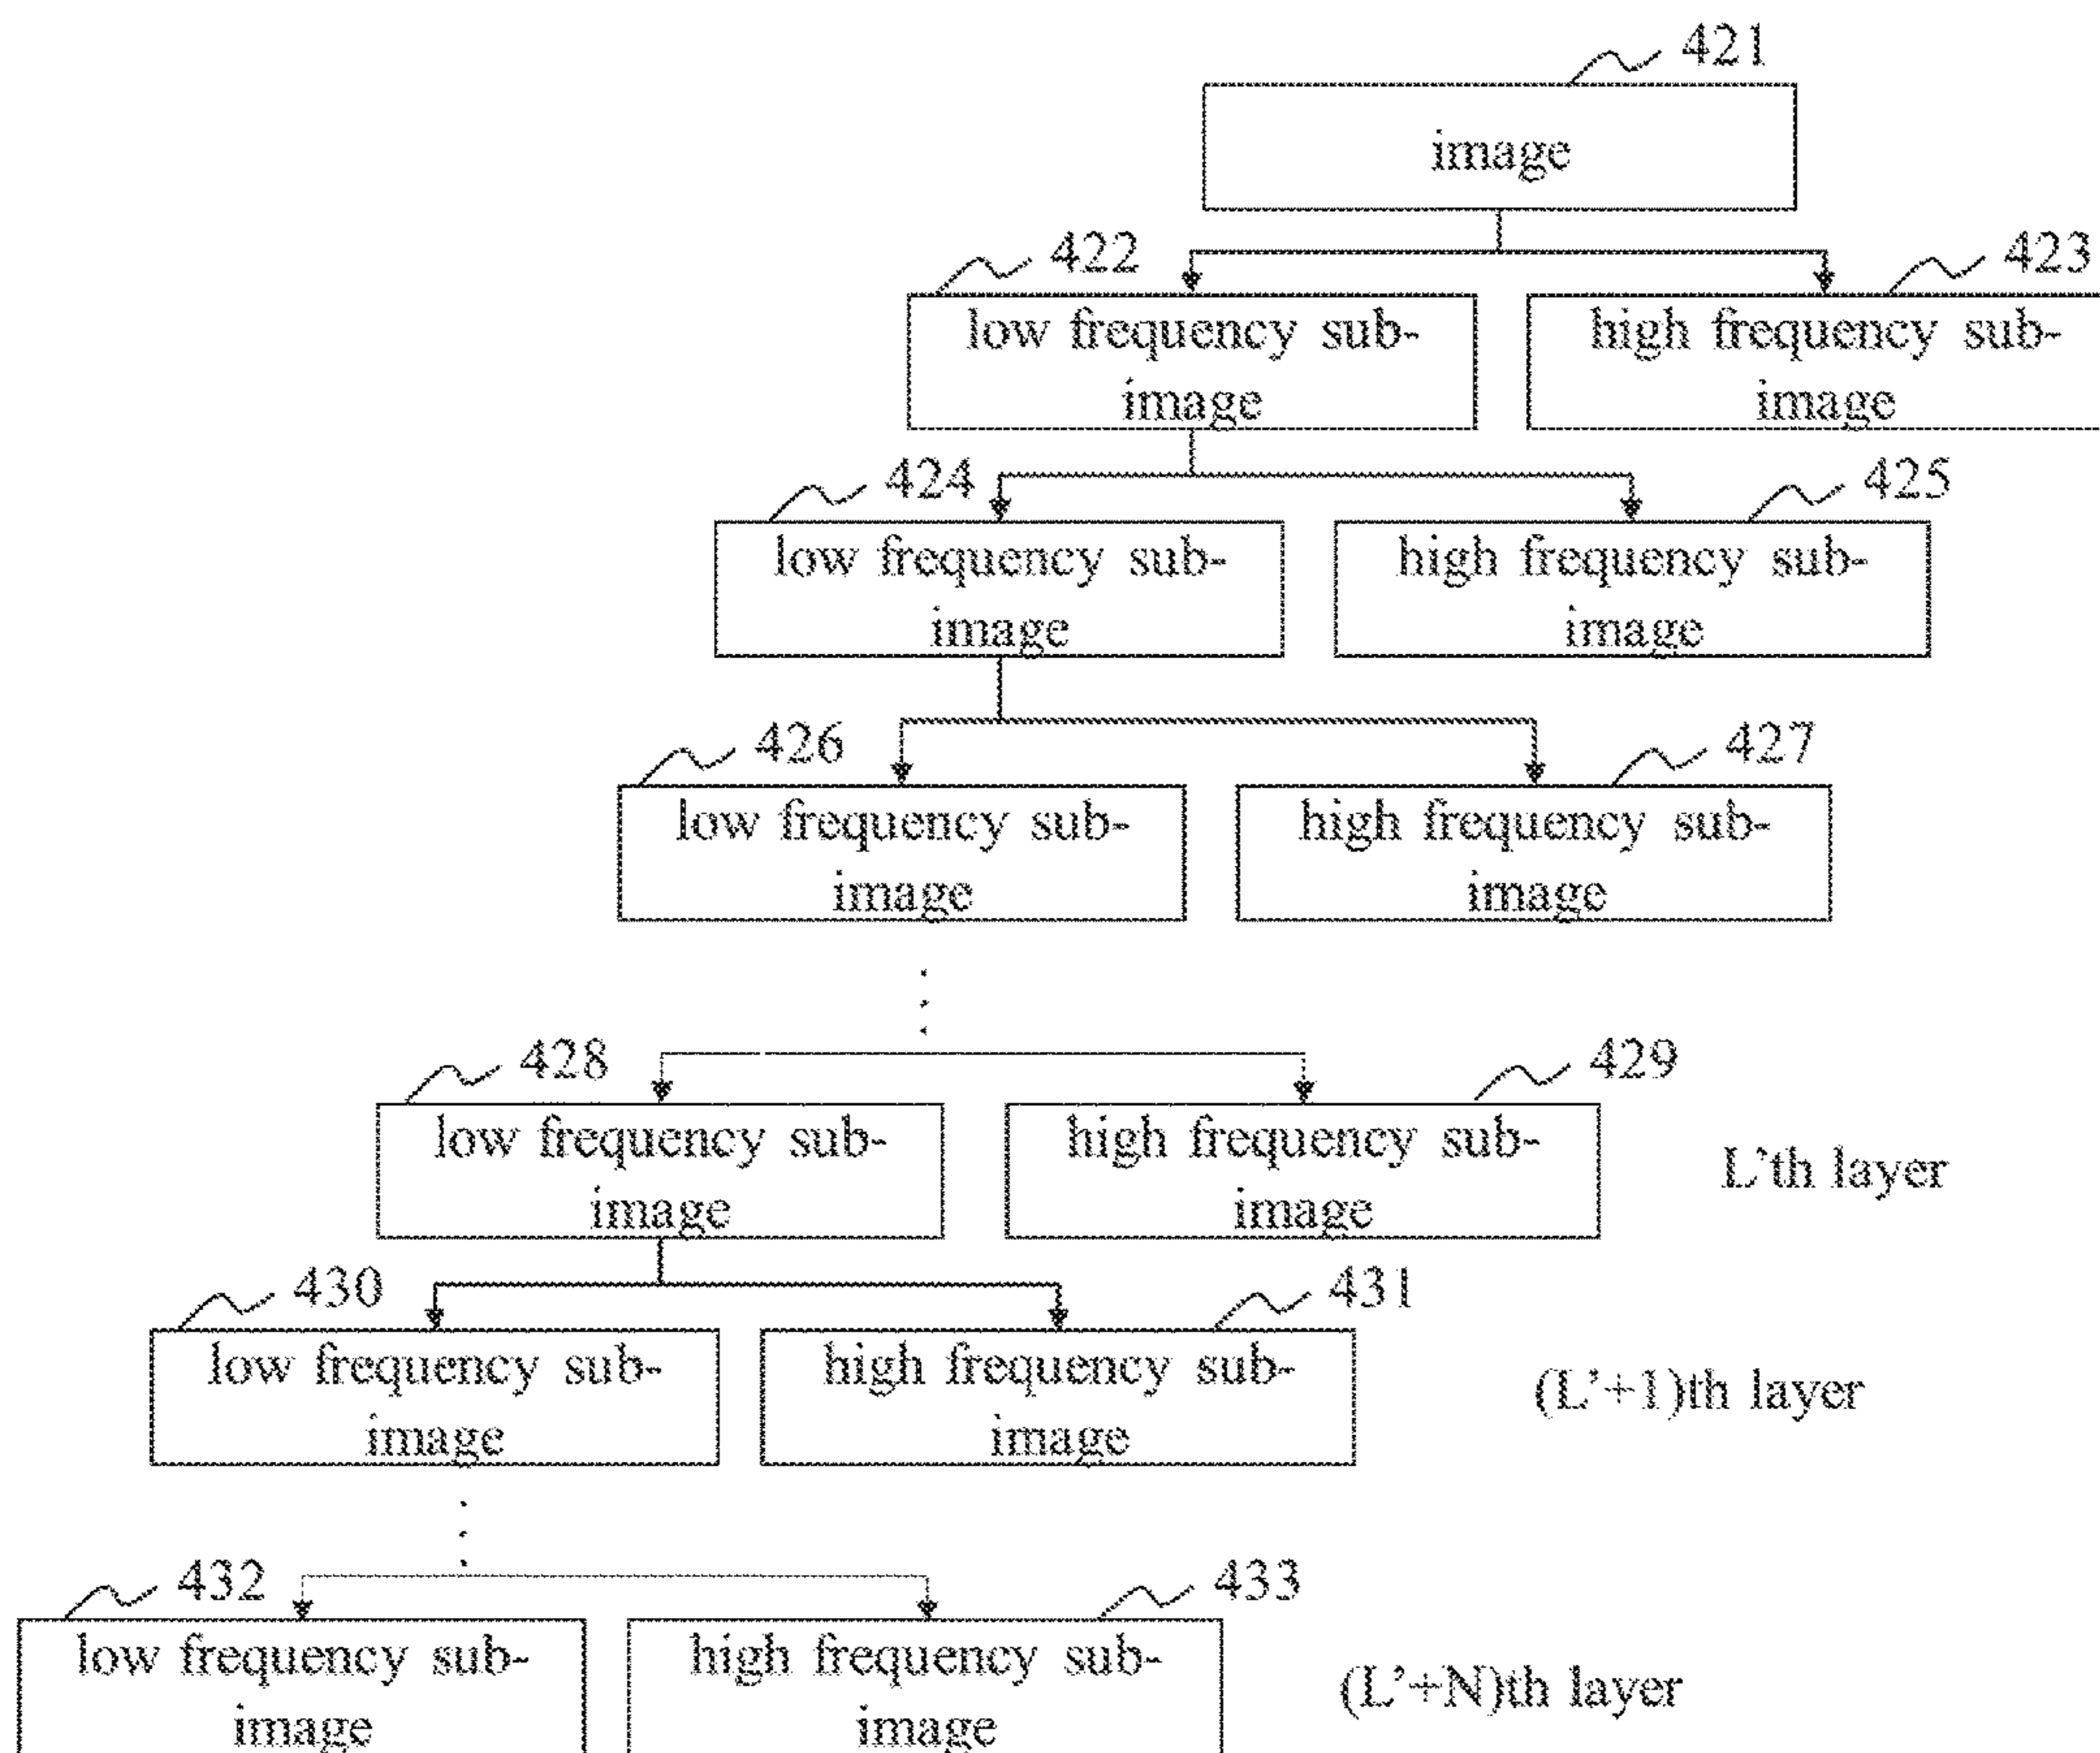 421
image
422
423
low frequency sub-
image
high frequency sub-
image
424
425
low frequency sub-
image
high frequency sub-
image
426
427
low frequency sub-
image
high frequency sub-
image
428
429
low frequency sub-
image
high frequency sub-
image
L'th layer
430
431
low frequency sub-
image
high frequency sub-
image
(L'+1)th layer
432
433
low frequency sub-
image
high frequency sub-
image
(L'+N)th layer